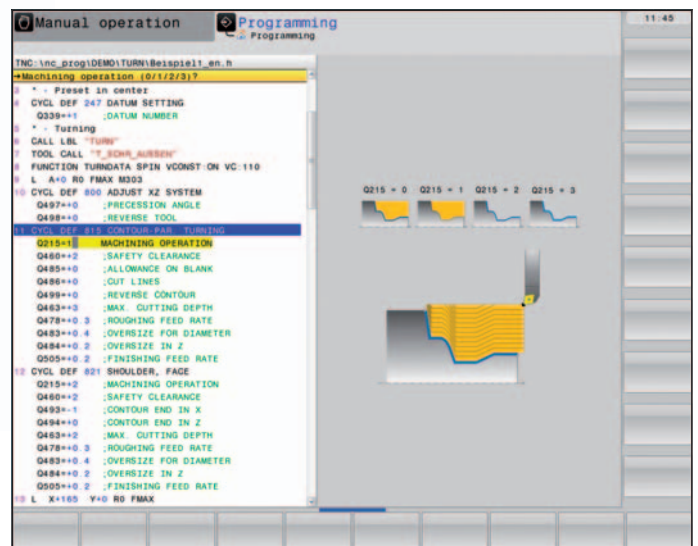 Manual operation
Programming
Programming
11:45
TNC:\nc_prog\DEMO\TURN\Beispiel1_en.h
→Machining operation (0/1/2/3)?
3 * - Preset in center
4 CYCL DEF 247 DATUM SETTING
Q339=+1 ;DATUM NUMBER
5 * - Turning
6 CALL LBL "TURN"
7 TOOL CALL "T_SCHR_AUSSEN"
8 FUNCTION TURNDATA SPIN VCONST:ON VC:110
9 L A+0 R0 FMAX M303
10 CYCL DEF 800 ADJUST XZ SYSTEM
Q497=+0 ;PRECESSION ANGLE
Q498=+0 ;REVERSE TOOL
11 CYCL DEF 815 CONTOUR-PAR. TURNING
Q215=1 MACHINING OPERATION
Q460=+2 ;SAFETY CLEARANCE
Q485=+0 ;ALLOWANCE ON BLANK
Q486=+0 ;CUT LINES
Q499=+0 ;REVERSE CONTOUR
Q463=+3 ;MAX. CUTTING DEPTH
Q478=+0.3 ;ROUGHING FEED RATE
Q483=+0.4 ;OVERSIZE FOR DIAMETER
Q484=+0.2 ;OVERSIZE IN Z
Q505=+0.2 ;FINISHING FEED RATE
12 CYCL DEF 821 SHOULDER, FACE
Q215=+2 ;MACHINING OPERATION
Q460=+2 ;SAFETY CLEARANCE
Q493=-1 ;CONTOUR END IN X
Q494=+0 ;CONTOUR END IN Z
Q463=+2 ;MAX. CUTTING DEPTH
Q478=+0.3 ;ROUGHING FEED RATE
Q483=+0.4 ;OVERSIZE FOR DIAMETER
Q484=+0.2 ;OVERSIZE IN Z
Q505=+0.2 ;FINISHING FEED RATE
13 L X+165 Y+0 R0 FMAX
Q215 = 0 Q215 = 1 Q215 = 2 Q215 = 3